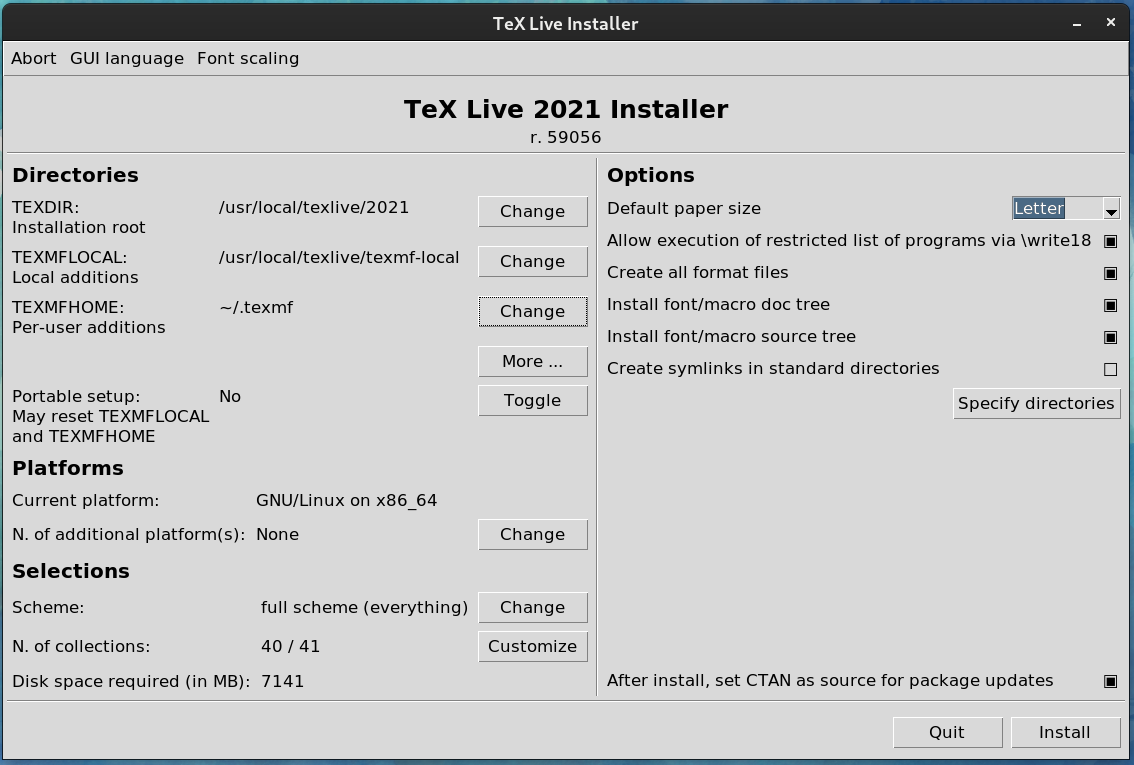 TeX Live Installer
Abort GUI language Font scaling
TeX Live 2021 Installer
r. 59056
Directories
TEXDIR: /usr/local/texlive/2021 Change
Installation root
TEXMFLOCAL: /usr/local/texlive/texmf-local Change
Local additions
TEXMFHOME: ~/.texmf Change
Per-user additions
More ...
Portable setup: No Toggle
May reset TEXMFLOCAL
and TEXMFHOME
Platforms
Current platform: GNU/Linux on x86_64
N. of additional platform(s): None Change
Selections
Scheme: full scheme (everything) Change
N. of collections: 40 / 41 Customize
Disk space required (in MB): 7141
Options
Default paper size Letter
Allow execution of restricted list of programs via \write18
Create all format files
Install font/macro doc tree
Install font/macro source tree
Create symlinks in standard directories
Specify directories
After install, set CTAN as source for package updates
Quit Install